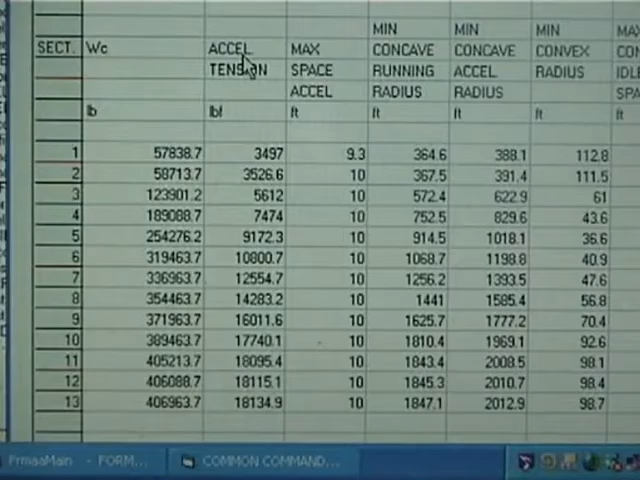 MIN MIN MIN MAX
SECT. Wc ACCEL MAX CONCAVE CONCAVE CONVEX CON
TENSION SPACE RUNNING ACCEL RADIUS IDL
ACCEL RADIUS RADIUS SPA
lb lbf ft ft ft ft ft
1 57838.7 3497 9.3 364.6 388.1 112.8
2 58713.7 3526.6 10 367.5 391.4 111.5
3 123901.2 5612 10 572.4 622.9 61
4 189088.7 7474 10 752.5 829.6 43.6
5 254276.2 9172.3 10 914.5 1018.1 36.6
6 319463.7 10800.7 10 1068.7 1198.8 40.9
7 336963.7 12554.7 10 1256.2 1393.5 47.6
8 354463.7 14283.2 10 1441 1585.4 56.8
9 371963.7 16011.6 10 1625.7 1777.2 70.4
10 389463.7 17740.1 10 1810.4 1969.1 92.6
11 405213.7 18095.4 10 1843.4 2008.5 98.1
12 406088.7 18115.1 10 1845.3 2010.7 98.4
13 406963.7 18134.9 10 1847.1 2012.9 98.7
FrmaaMain - FORM... COMMON COMMAND...